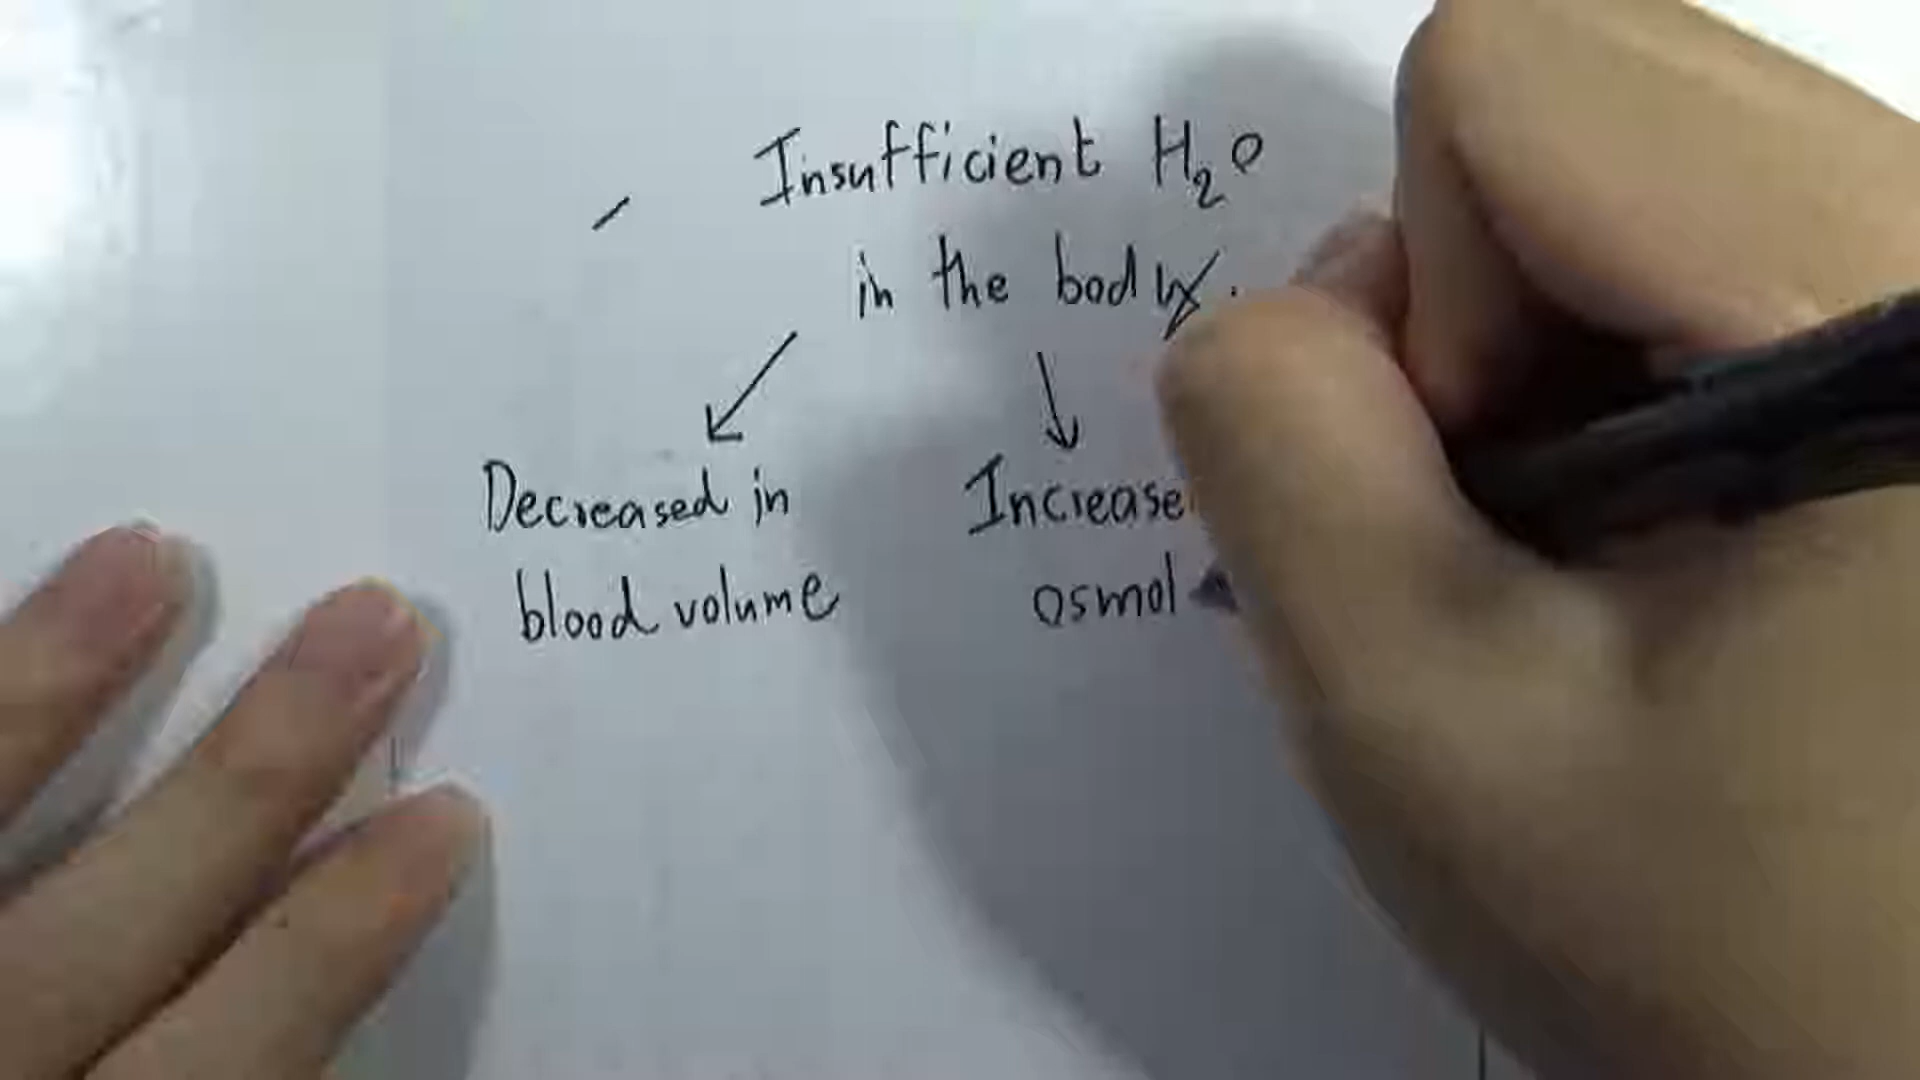 Insufficient H₂O
in the body.
Decreased in
blood volume
Increase
osmol